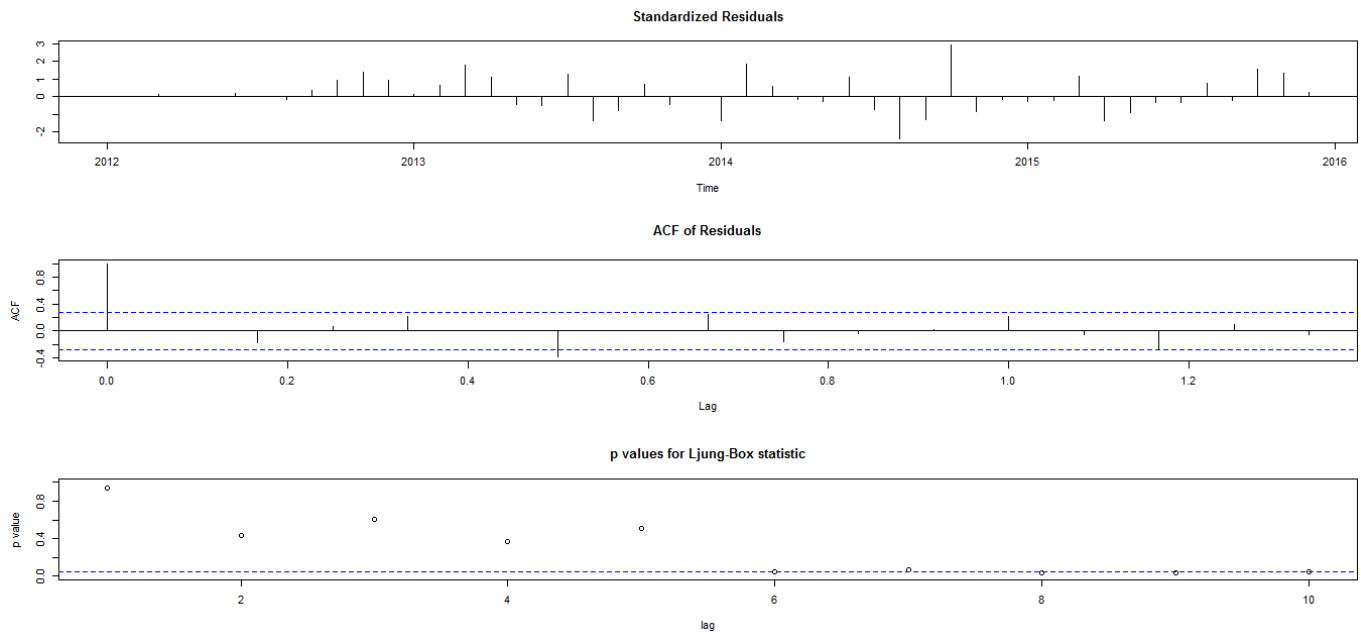 Standardized Residuals
3
2
1
0
-2
2012 2013 2014 2015 2016
Time
ACF of Residuals
ACF
0.8
0.4
0.0
-0.4
0.0 0.2 0.4 0.6 0.8 1.0 1.2
Lag
p values for Ljung-Box statistic
p value
0.8
0.4
0.0
2 4 6 8 10
lag